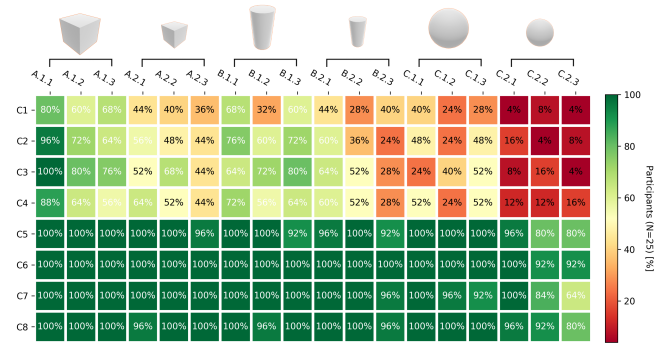 A.1.1 A.1.2 A.1.3 A.2.1 A.2.2 A.2.3 B.1.1 B.1.2 B.1.3 B.2.1 B.2.2 B.2.3 C.1.1 C.1.2 C.1.3 C.2.1 C.2.2 C.2.3
C1 80% 60% 68% 44% 40% 36% 68% 32% 60% 44% 28% 40% 40% 24% 28% 4% 8% 4%
C2 96% 72% 64% 56% 48% 44% 76% 60% 72% 60% 36% 24% 48% 24% 48% 16% 4% 8%
C3 100% 80% 76% 52% 68% 44% 64% 72% 80% 64% 52% 28% 24% 40% 52% 8% 16% 4%
C4 88% 64% 56% 64% 52% 44% 72% 56% 64% 60% 52% 28% 52% 24% 52% 12% 12% 16%
C5 100% 100% 100% 100% 100% 96% 100% 100% 92% 96% 100% 92% 100% 100% 100% 96% 80% 80%
C6 100% 100% 100% 100% 100% 100% 100% 100% 100% 100% 100% 100% 100% 100% 100% 100% 92% 92%
C7 100% 100% 100% 100% 100% 100% 100% 100% 100% 100% 100% 96% 100% 96% 92% 100% 84% 64%
C8 100% 100% 100% 96% 100% 100% 100% 96% 100% 100% 100% 96% 100% 100% 100% 96% 92% 80%
100
80
60
40
20
Participants (N=25) [%]